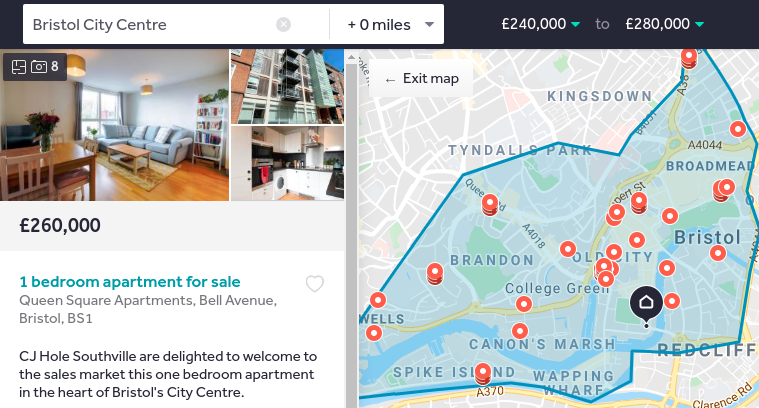 Bristol City Centre
+ 0 miles
£240,000 to £280,000
8
← Exit map
£260,000
1 bedroom apartment for sale
Queen Square Apartments, Bell Avenue,
Bristol, BS1
CJ Hole Southville are delighted to welcome to
the sales market this one bedroom apartment
in the heart of Bristol's City Centre.
KINGSDOWN
A38
TYNDALLS PARK
A4044
BROADMEAD
A4018
Bristol
BRANDON
OLD CITY
College Green
WELLS
CANON'S MARSH
REDCLIFF
SPIKE ISLAND
WAPPING
WHARF
A370
Clarence Rd